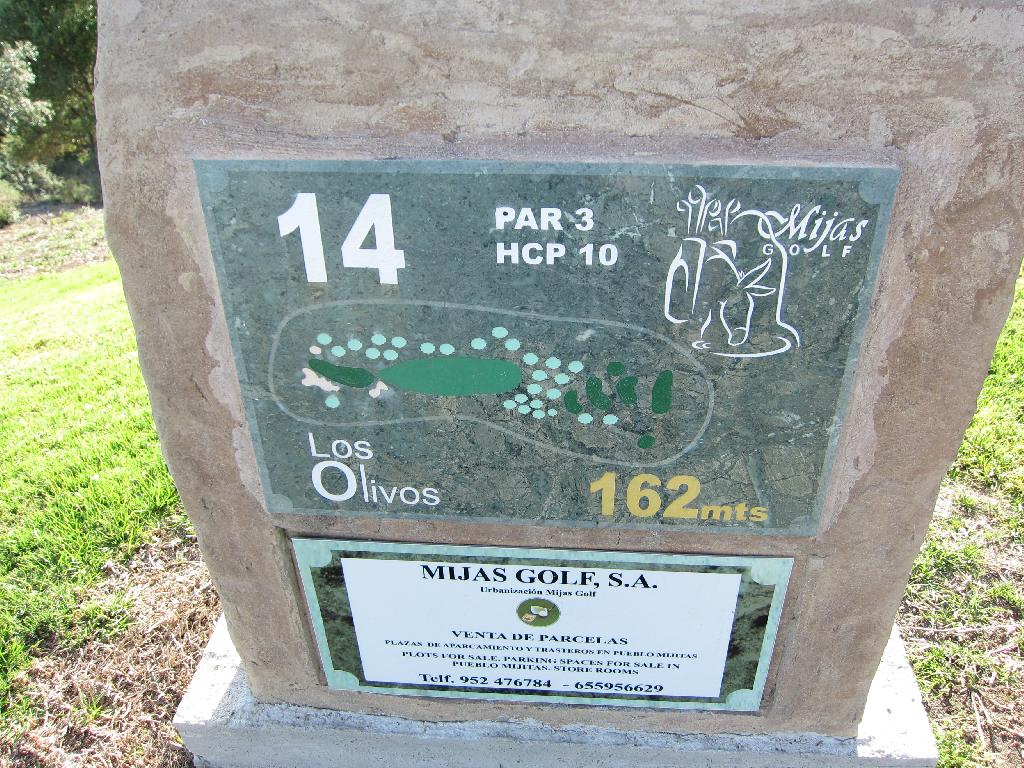 14
PAR 3
HCP 10
Mijas
GOLF
Los
Olivos
162mts
MIJAS GOLF, S.A.
Urbanización Mijas Golf
VENTA DE PARCELAS
PLAZAS DE APARCAMIENTO Y TRASTEROS EN PUEBLO MIJITAS
PLOTS FOR SALE. PARKING SPACES FOR SALE IN
PUEBLO MIJITAS. STORE ROOMS
Telf. 952 476784 - 655956629